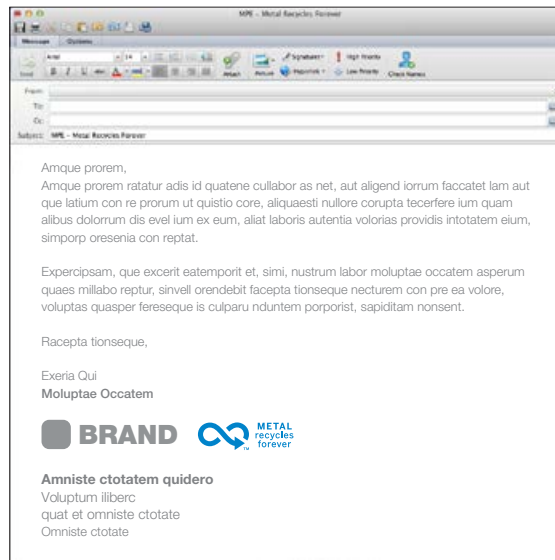 MPE - Metal Recycles Forever
Message Options
Arial 14
B I U abc A
Send Attach Picture Signature Hyperlink High Priority Low Priority Check Names
From:
To:
Cc:
Subject: MPE - Metal Recycles Forever
Amque prorem,
Amque prorem ratatur adis id quatene cullabor as net, aut aligend iorrum faccatet lam aut
que latium con re prorum ut quistio core, aliquaesti nullore corupta tecerfere ium quam
alibus dolorrum dis evel ium ex eum, aliat laboris autentia volorias providis intotatem eium,
simporp oresenia con reptat.
Expercipsam, que excerit eatemporit et, simi, nustrum labor moluptae occatem asperum
quaes millabo reptur, sinvell orendebit facepta tionseque necturem con pre ea volore,
voluptas quasper fereseque is culparu nduntem porporist, sapiditam nonsent.
Racepta tionseque,
Exeria Qui
Moluptae Occatem
BRAND
METAL
recycles
forever
TM
Amniste ctotatem quidero
Voluptum iliberc
quat et omniste ctotate
Omniste ctotate